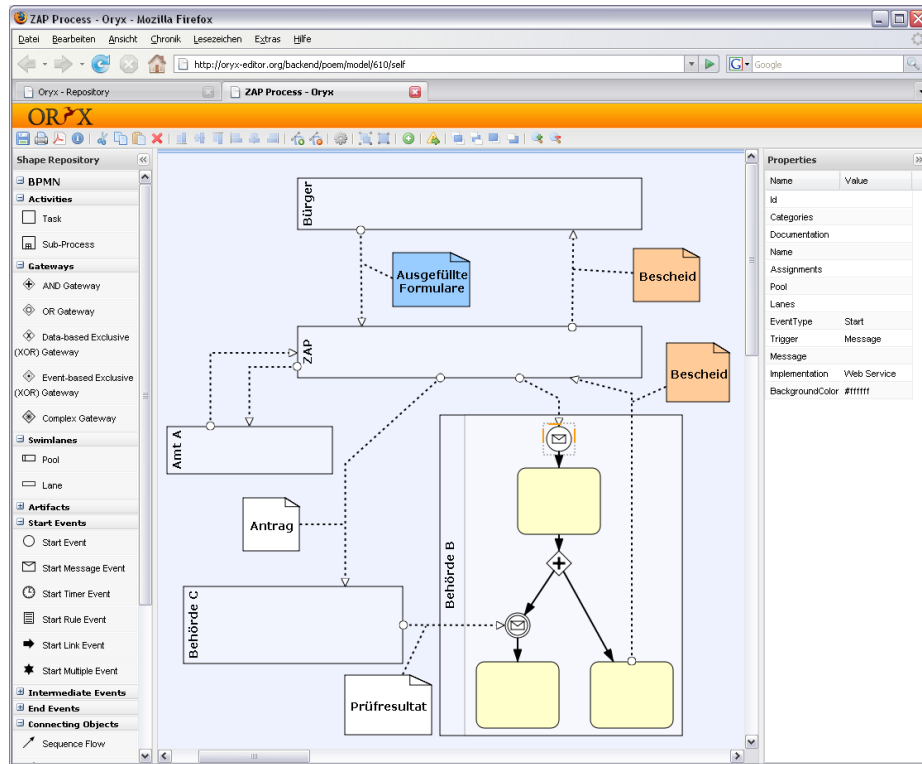 ZAP Process - Oryx - Mozilla Firefox
Datei Bearbeiten Ansicht Chronik Lesezeichen Extras Hilfe
http://oryx-editor.org/backend/poem/model/610/self
Google
Oryx - Repository
ZAP Process - Oryx
ORYX
Shape Repository
BPMN
Activities
Task
Sub-Process
Gateways
AND Gateway
OR Gateway
Data-based Exclusive
(XOR) Gateway
Event-based Exclusive
(XOR) Gateway
Complex Gateway
Swimlanes
Pool
Lane
Artifacts
Start Events
Start Event
Start Message Event
Start Timer Event
Start Rule Event
Start Link Event
Start Multiple Event
Intermediate Events
End Events
Connecting Objects
Sequence Flow
Bürger
Ausgefüllte
Formulare
Bescheid
ZAP
Bescheid
Amt A
Antrag
Behörde B
Behörde C
Prüfresultat
Properties
Name Value
Id
Categories
Documentation
Name
Assignments
Pool
Lanes
EventType Start
Trigger Message
Message
Implementation Web Service
BackgroundColor #ffffff